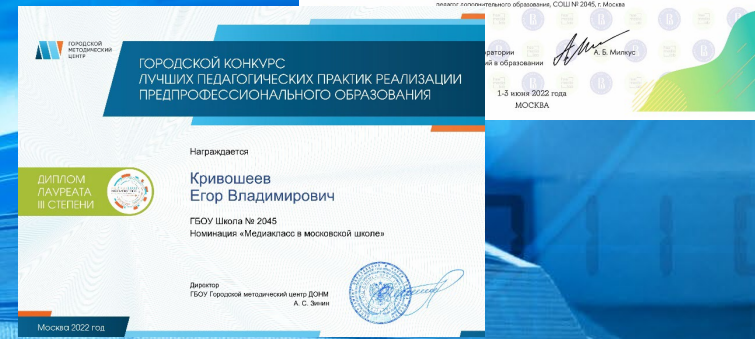 педагог дополнительного образования, СОШ № 2045, г. Москва
А. Б. Милкус
в образовании
1-3 июня 2022 года
МОСКВА
ГОРОДСКОЙ
МЕТОДИЧЕСКИЙ
ЦЕНТР
ГОРОДСКОЙ КОНКУРС
ЛУЧШИХ ПЕДАГОГИЧЕСКИХ ПРАКТИК РЕАЛИЗАЦИИ
ПРЕДПРОФЕССИОНАЛЬНОГО ОБРАЗОВАНИЯ
Награждается
Кривошеев
Егор Владимирович
ДИПЛОМ
ЛАУРЕАТА
III СТЕПЕНИ
ГБОУ Школа № 2045
Номинация «Медиакласс в московской школе»
Директор
ГБОУ Городской методический центр ДОНМ
А. С. Зинин
Москва 2022 год